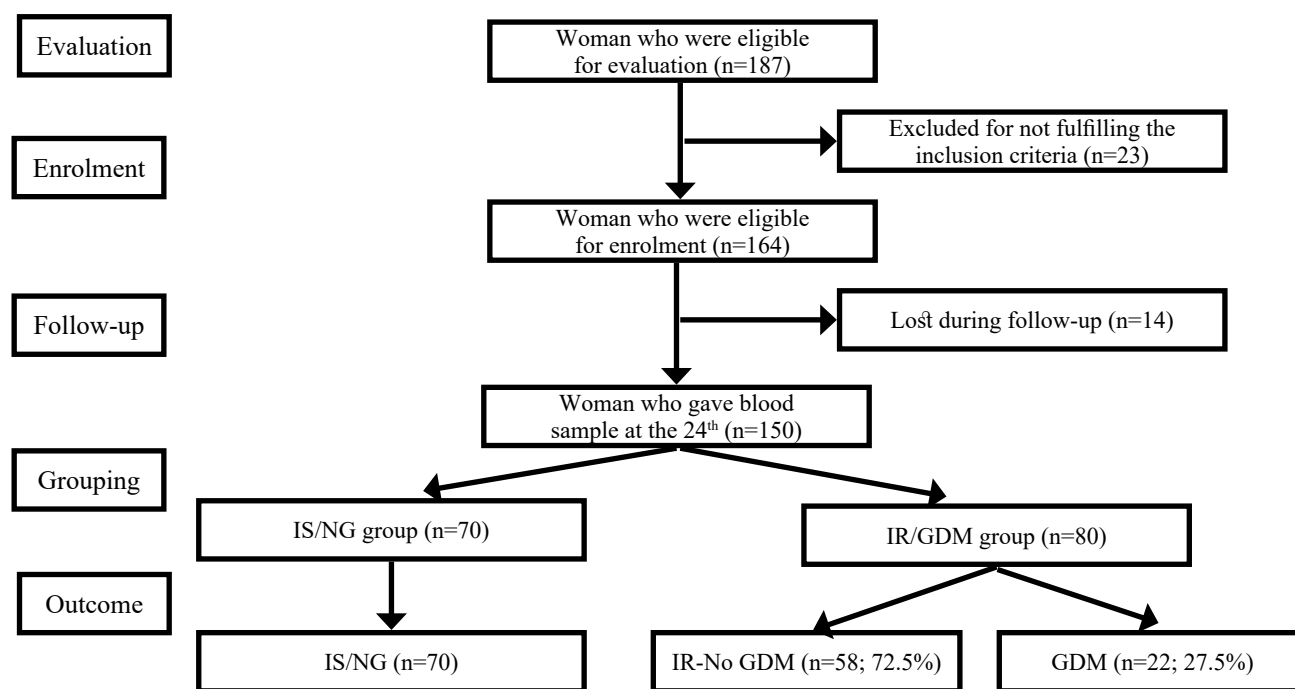 Evaluation
Woman who were eligible
for evaluation (n=187)
Excluded for not fulfilling the
inclusion criteria (n=23)
Enrolment
Woman who were eligible
for enrolment (n=164)
Follow-up
Lost during follow-up (n=14)
Woman who gave blood
sample at the 24th (n=150)
Grouping
IS/NG group (n=70)
IR/GDM group (n=80)
Outcome
IS/NG (n=70)
IR-No GDM (n=58; 72.5%)
GDM (n=22; 27.5%)